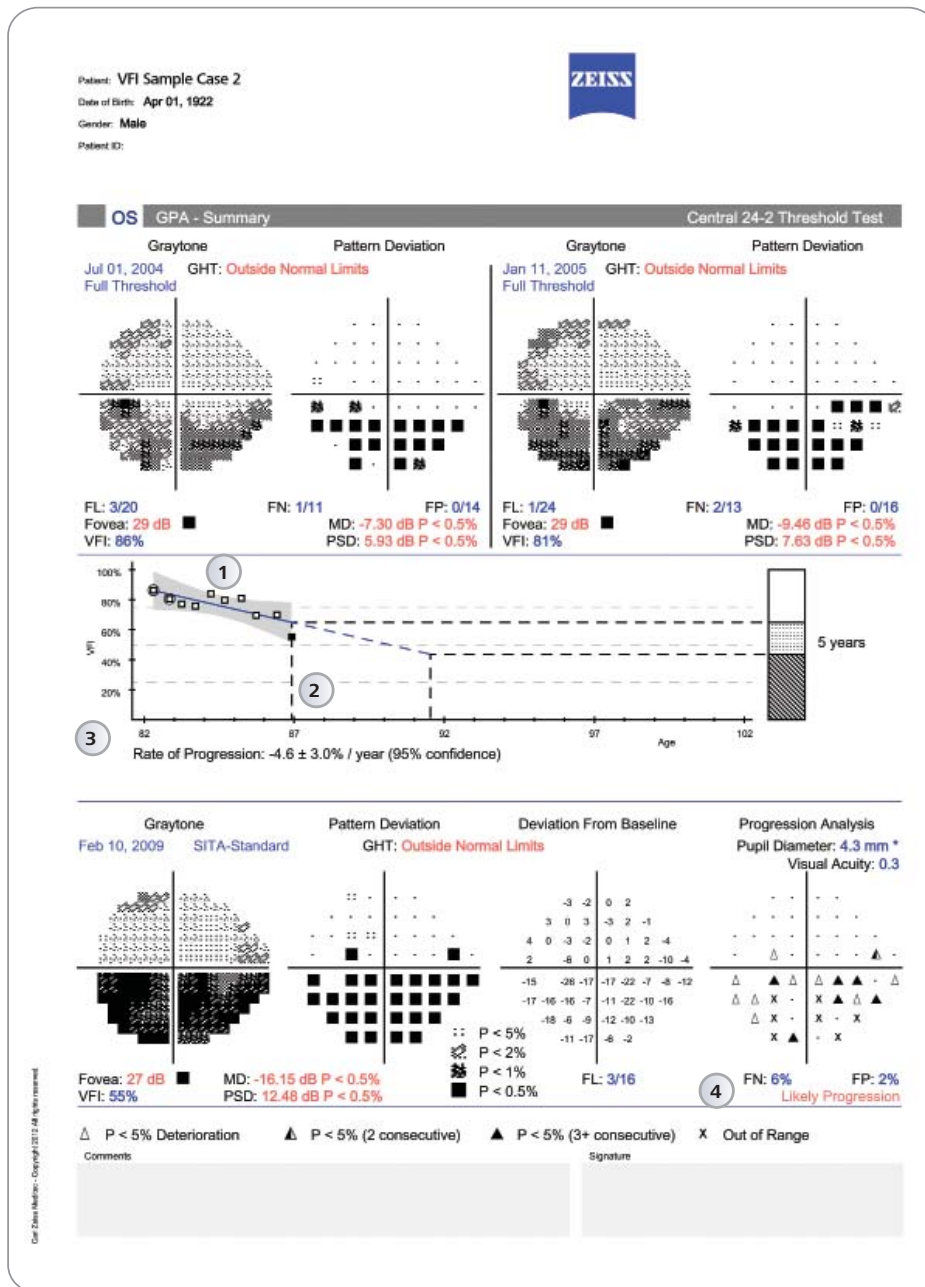 Patient: VFI Sample Case 2
ZEISS
Date of Birth: Apr 01, 1922
Gender: Male
Patient ID:
OS GPA - Summary Central 24-2 Threshold Test
Graytone Pattern Deviation Graytone Pattern Deviation
Jul 01, 2004 GHT: Outside Normal Limits Jan 11, 2005 GHT: Outside Normal Limits
Full Threshold Full Threshold
FL: 3/20 FN: 1/11 FP: 0/14 FL: 1/24 FN: 2/13 FP: 0/16
Fovea: 29 dB MD: -7.30 dB P < 0.5% Fovea: 29 dB MD: -9.46 dB P < 0.5%
VFI: 86% PSD: 5.93 dB P < 0.5% VFI: 81% PSD: 7.63 dB P < 0.5%
100%
1
80%
60%
5 years
VFI
40%
2
20%
3
82 87 92 97 102
Age
Rate of Progression: -4.6 ± 3.0% / year (95% confidence)
Graytone Pattern Deviation Deviation From Baseline Progression Analysis
Feb 10, 2009 SITA-Standard GHT: Outside Normal Limits Pupil Diameter: 4.3 mm *
Visual Acuity: 0.3
-3 -2 0 2
3 0 3 -3 2 -1
4 0 -3 -2 0 1 2 -4
2 -6 0 1 2 2 -10 -4
-15 -26 -17 -17 -22 -7 -8 -12
-17 -16 -16 -7 -11 -22 -10 -16
-18 -6 -9 -12 -10 -13
-11 -17 -6 -2
P < 5%
P < 2%
P < 1%
P < 0.5%
Fovea: 27 dB MD: -16.15 dB P < 0.5% FL: 3/16 4 FN: 6% FP: 2%
VFI: 55% PSD: 12.48 dB P < 0.5% Likely Progression
△ P < 5% Deterioration ◭ P < 5% (2 consecutive) ▲ P < 5% (3+ consecutive) X Out of Range
Comments Signature
Carl Zeiss Meditec - Copyright 2012 All rights reserved